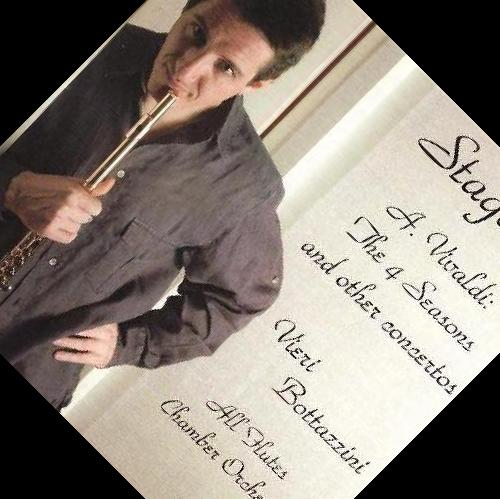 A. Vivaldi:
The 4 Seasons
and other concertos
Vieri
Bottazzini
All Flutes
Chamber